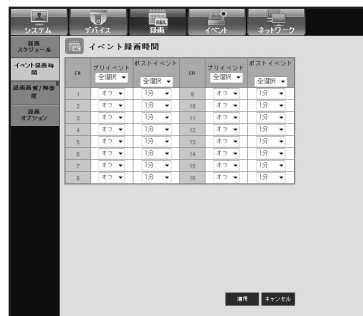 システム デバイス 録画 イベント ネットワーク
録画
スケジュール
イベント録画時
間
録画画質/解像
度
録画
オプション
イベント録画時間
CH プリイベント ポストイベント CH プリイベント ポストイベント
全選択 全選択 全選択 全選択
1 オフ 1分 9 オフ 1分
2 オフ 1分 10 オフ 1分
3 オフ 1分 11 オフ 1分
4 オフ 1分 12 オフ 1分
5 オフ 1分 13 オフ 1分
6 オフ 1分 14 オフ 1分
7 オフ 1分 15 オフ 1分
8 オフ 1分 16 オフ 1分
適用 キャンセル